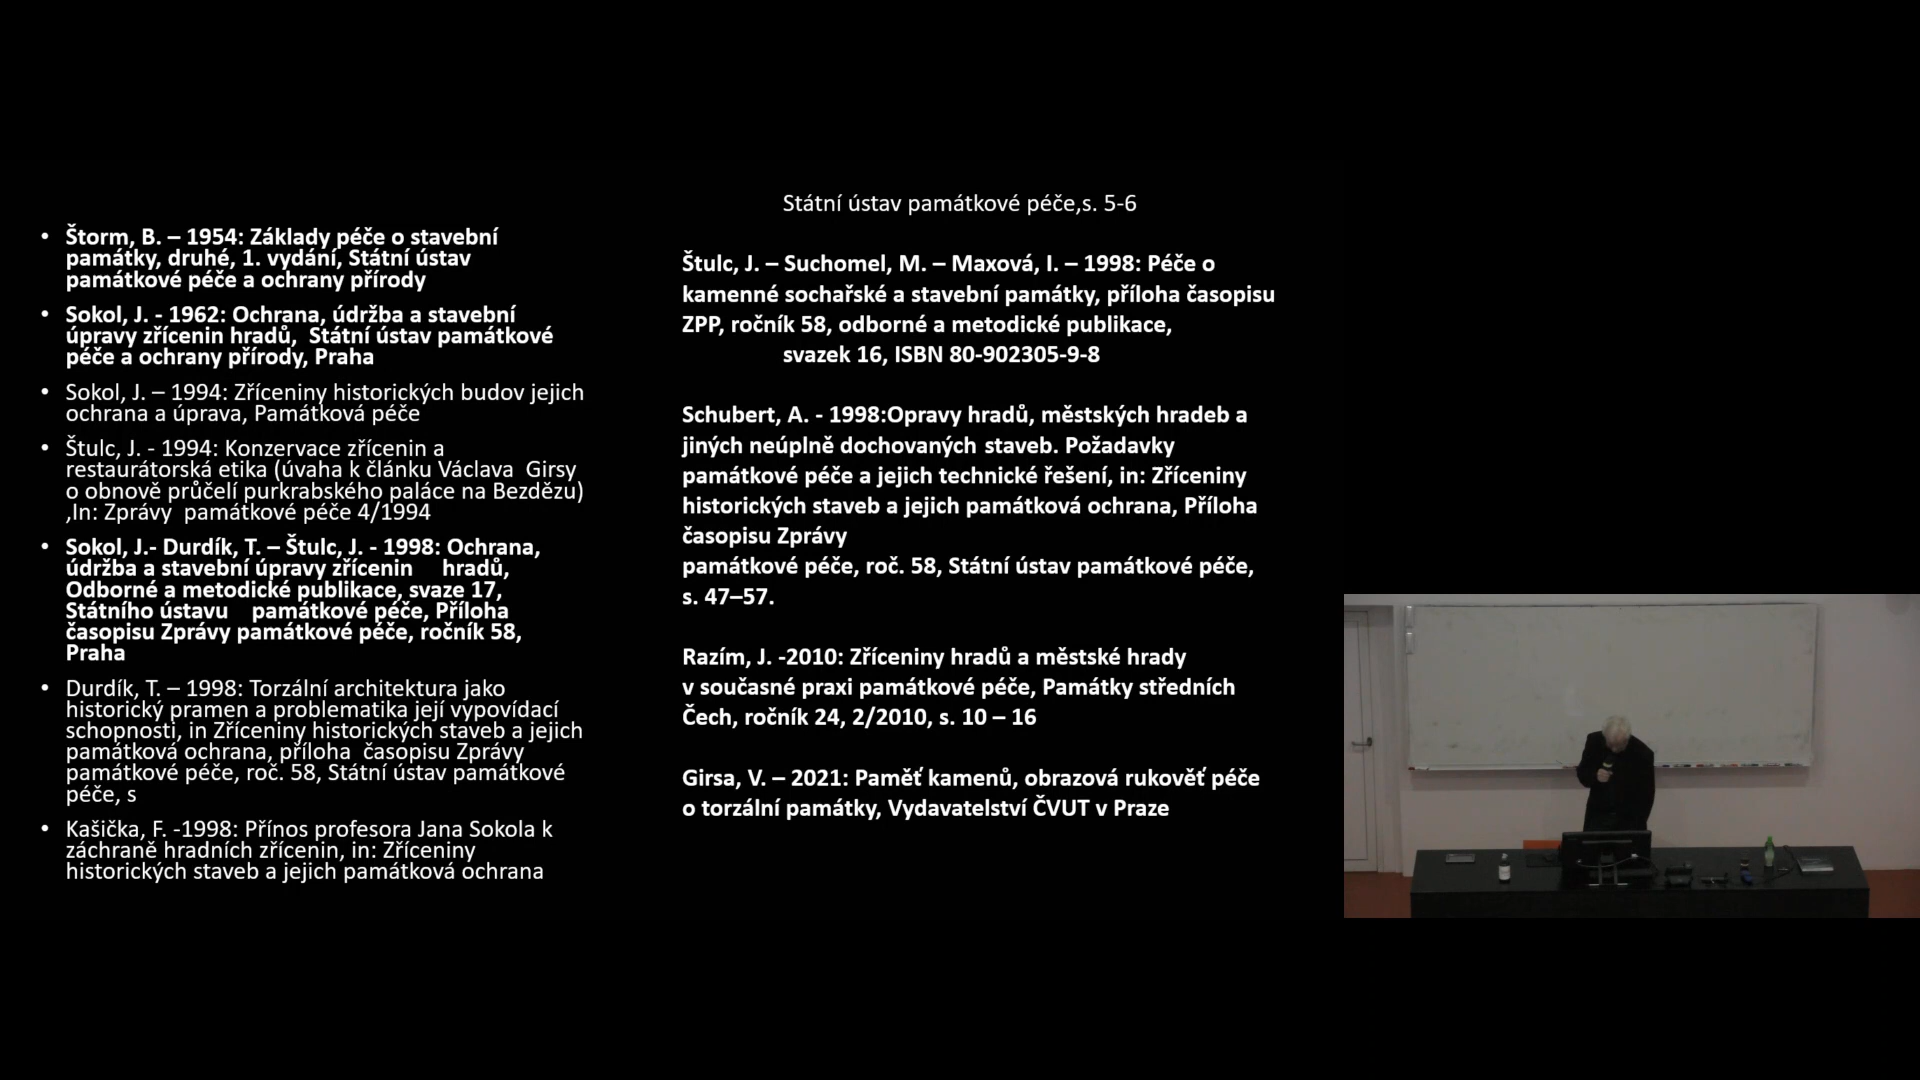 • Štorm, B. – 1954: Základy péče o stavební
památky, druhé, 1. vydání, Státní ústav
památkové péče a ochrany přírody
• Sokol, J. - 1962: Ochrana, údržba a stavební
úpravy zřícenin hradů,  Státní ústav památkové
péče a ochrany přírody, Praha
• Sokol, J. – 1994: Zříceniny historických budov jejich
ochrana a úprava, Památková péče
• Štulc, J. - 1994: Konzervace zřícenin a
restaurátorská etika (úvaha k článku Václava  Girsy
o obnově průčelí purkrabského paláce na Bezdězu)
,In: Zprávy  památkové péče 4/1994
• Sokol, J.- Durdík, T. – Štulc, J. - 1998: Ochrana,
údržba a stavební úpravy zřícenin    hradů,
Odborné a metodické publikace, svaze 17,
Státního ústavu   památkové péče, Příloha
časopisu Zprávy památkové péče, ročník 58,
Praha
• Durdík, T. – 1998: Torzální architektura jako
historický pramen a problematika její vypovídací
schopnosti, in Zříceniny historických staveb a jejich
památková ochrana, příloha  časopisu Zprávy
památkové péče, roč. 58, Státní ústav památkové
péče, s
• Kašička, F. -1998: Přínos profesora Jana Sokola k
záchraně hradních zřícenin, in: Zříceniny
historických staveb a jejich památková ochrana
Státní ústav památkové péče,s. 5-6
Štulc, J. – Suchomel, M. – Maxová, I. – 1998: Péče o
kamenné sochařské a stavební památky, příloha časopisu
ZPP, ročník 58, odborné a metodické publikace,
svazek 16, ISBN 80-902305-9-8
Schubert, A. - 1998:Opravy hradů, městských hradeb a
jiných neúplně dochovaných staveb. Požadavky
památkové péče a jejich technické řešení, in: Zříceniny
historických staveb a jejich památková ochrana, Příloha
časopisu Zprávy
památkové péče, roč. 58, Státní ústav památkové péče,
s. 47–57.
Razím, J. -2010: Zříceniny hradů a městské hrady
v současné praxi památkové péče, Památky středních
Čech, ročník 24, 2/2010, s. 10 – 16
Girsa, V. – 2021: Paměť kamenů, obrazová rukověť péče
o torzální památky, Vydavatelství ČVUT v Praze